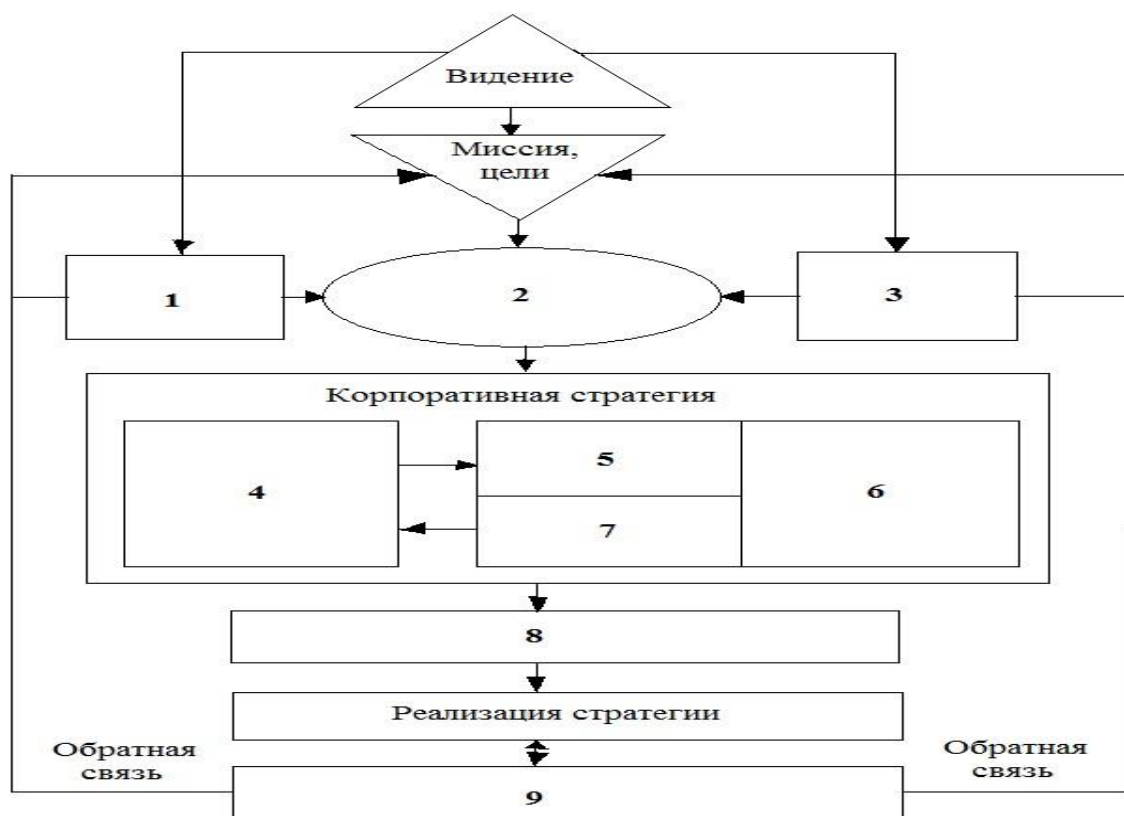 Видение
Миссия,
цели
1
2
3
Корпоративная стратегия
4
5
6
7
8
Реализация стратегии
Обратная
связь
Обратная
связь
9